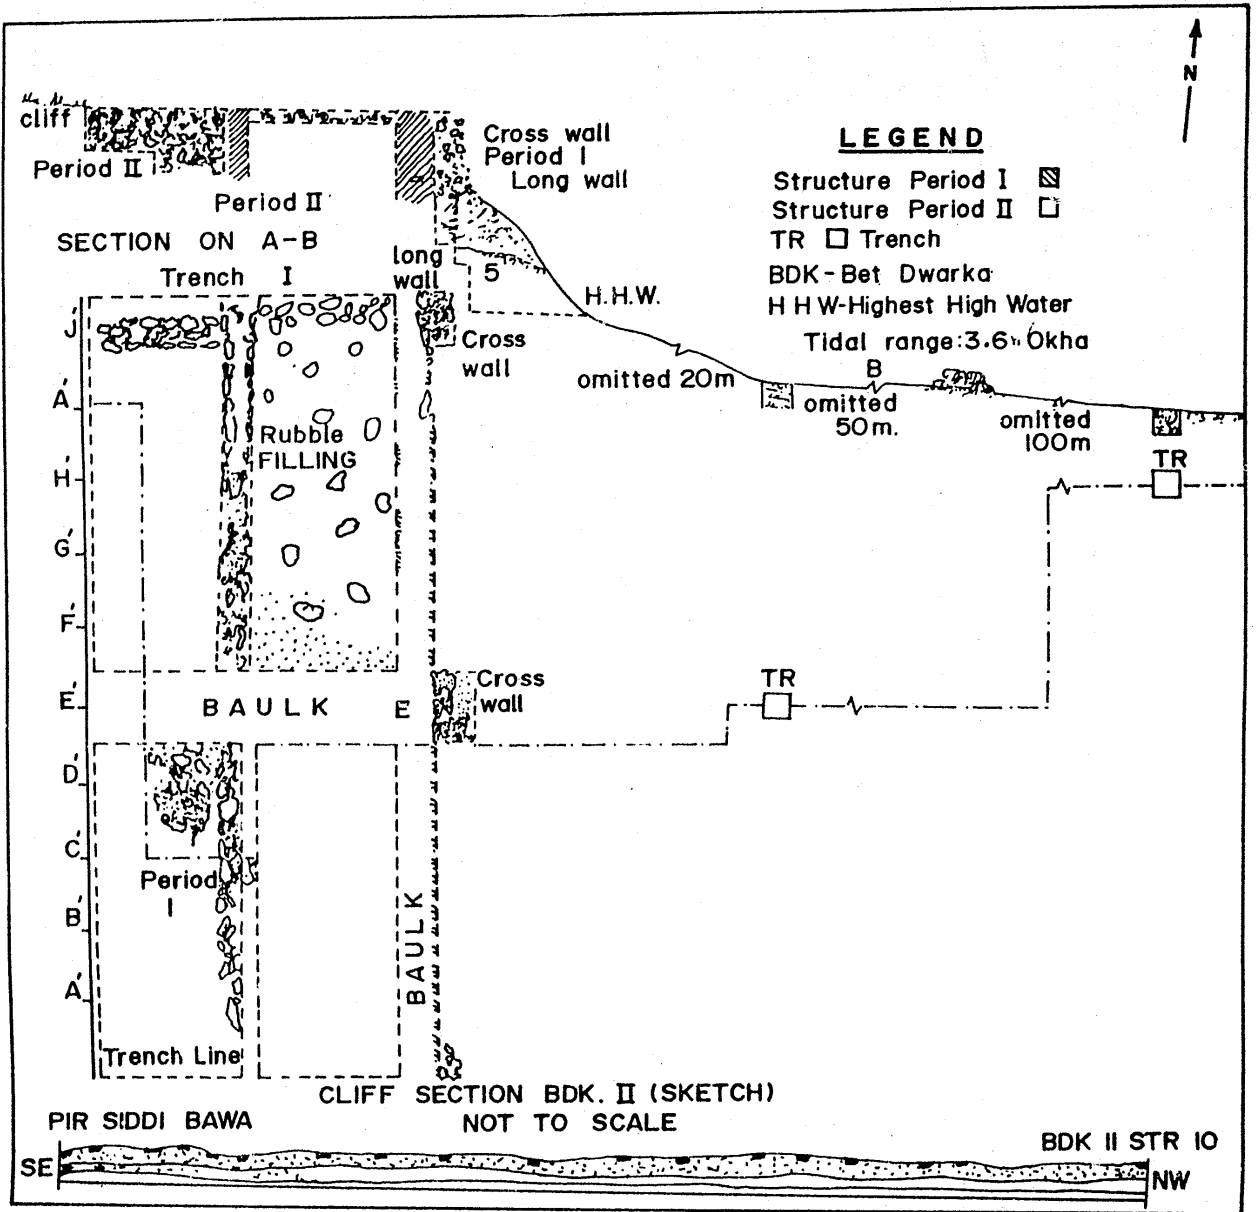 N
cliff
Period II
Period II
Cross wall
Period I
Long wall
LEGEND
Structure Period I
Structure Period II
TR Trench
BDK-Bet Dwarka
H H W-Highest High Water
Tidal range:3.6 Okha
SECTION ON A-B
Trench I
long
wall
5
H.H.W.
Cross
wall
omitted 20m
B
omitted
50m.
omitted
100m
TR
J'
A'
H'
G'
F'
E'
D'
C'
B'
A'
Rubble
FILLING
BAULK E
Cross
wall
TR
Period
I
BAULK
Trench Line
CLIFF SECTION BDK. II (SKETCH)
NOT TO SCALE
PIR SIDDI BAWA
BDK II STR 10
SE
NW